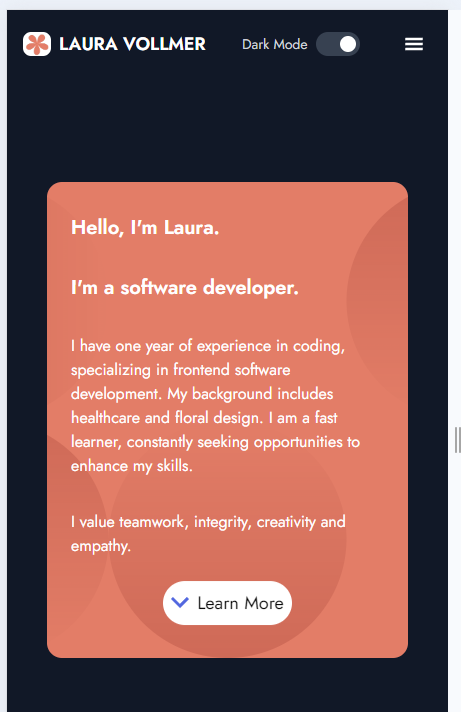 LAURA VOLLMER
Dark Mode
Hello, I'm Laura.
I'm a software developer.
I have one year of experience in coding,
specializing in frontend software
development. My background includes
healthcare and floral design. I am a fast
learner, constantly seeking opportunities to
enhance my skills.
I value teamwork, integrity, creativity and
empathy.
Learn More